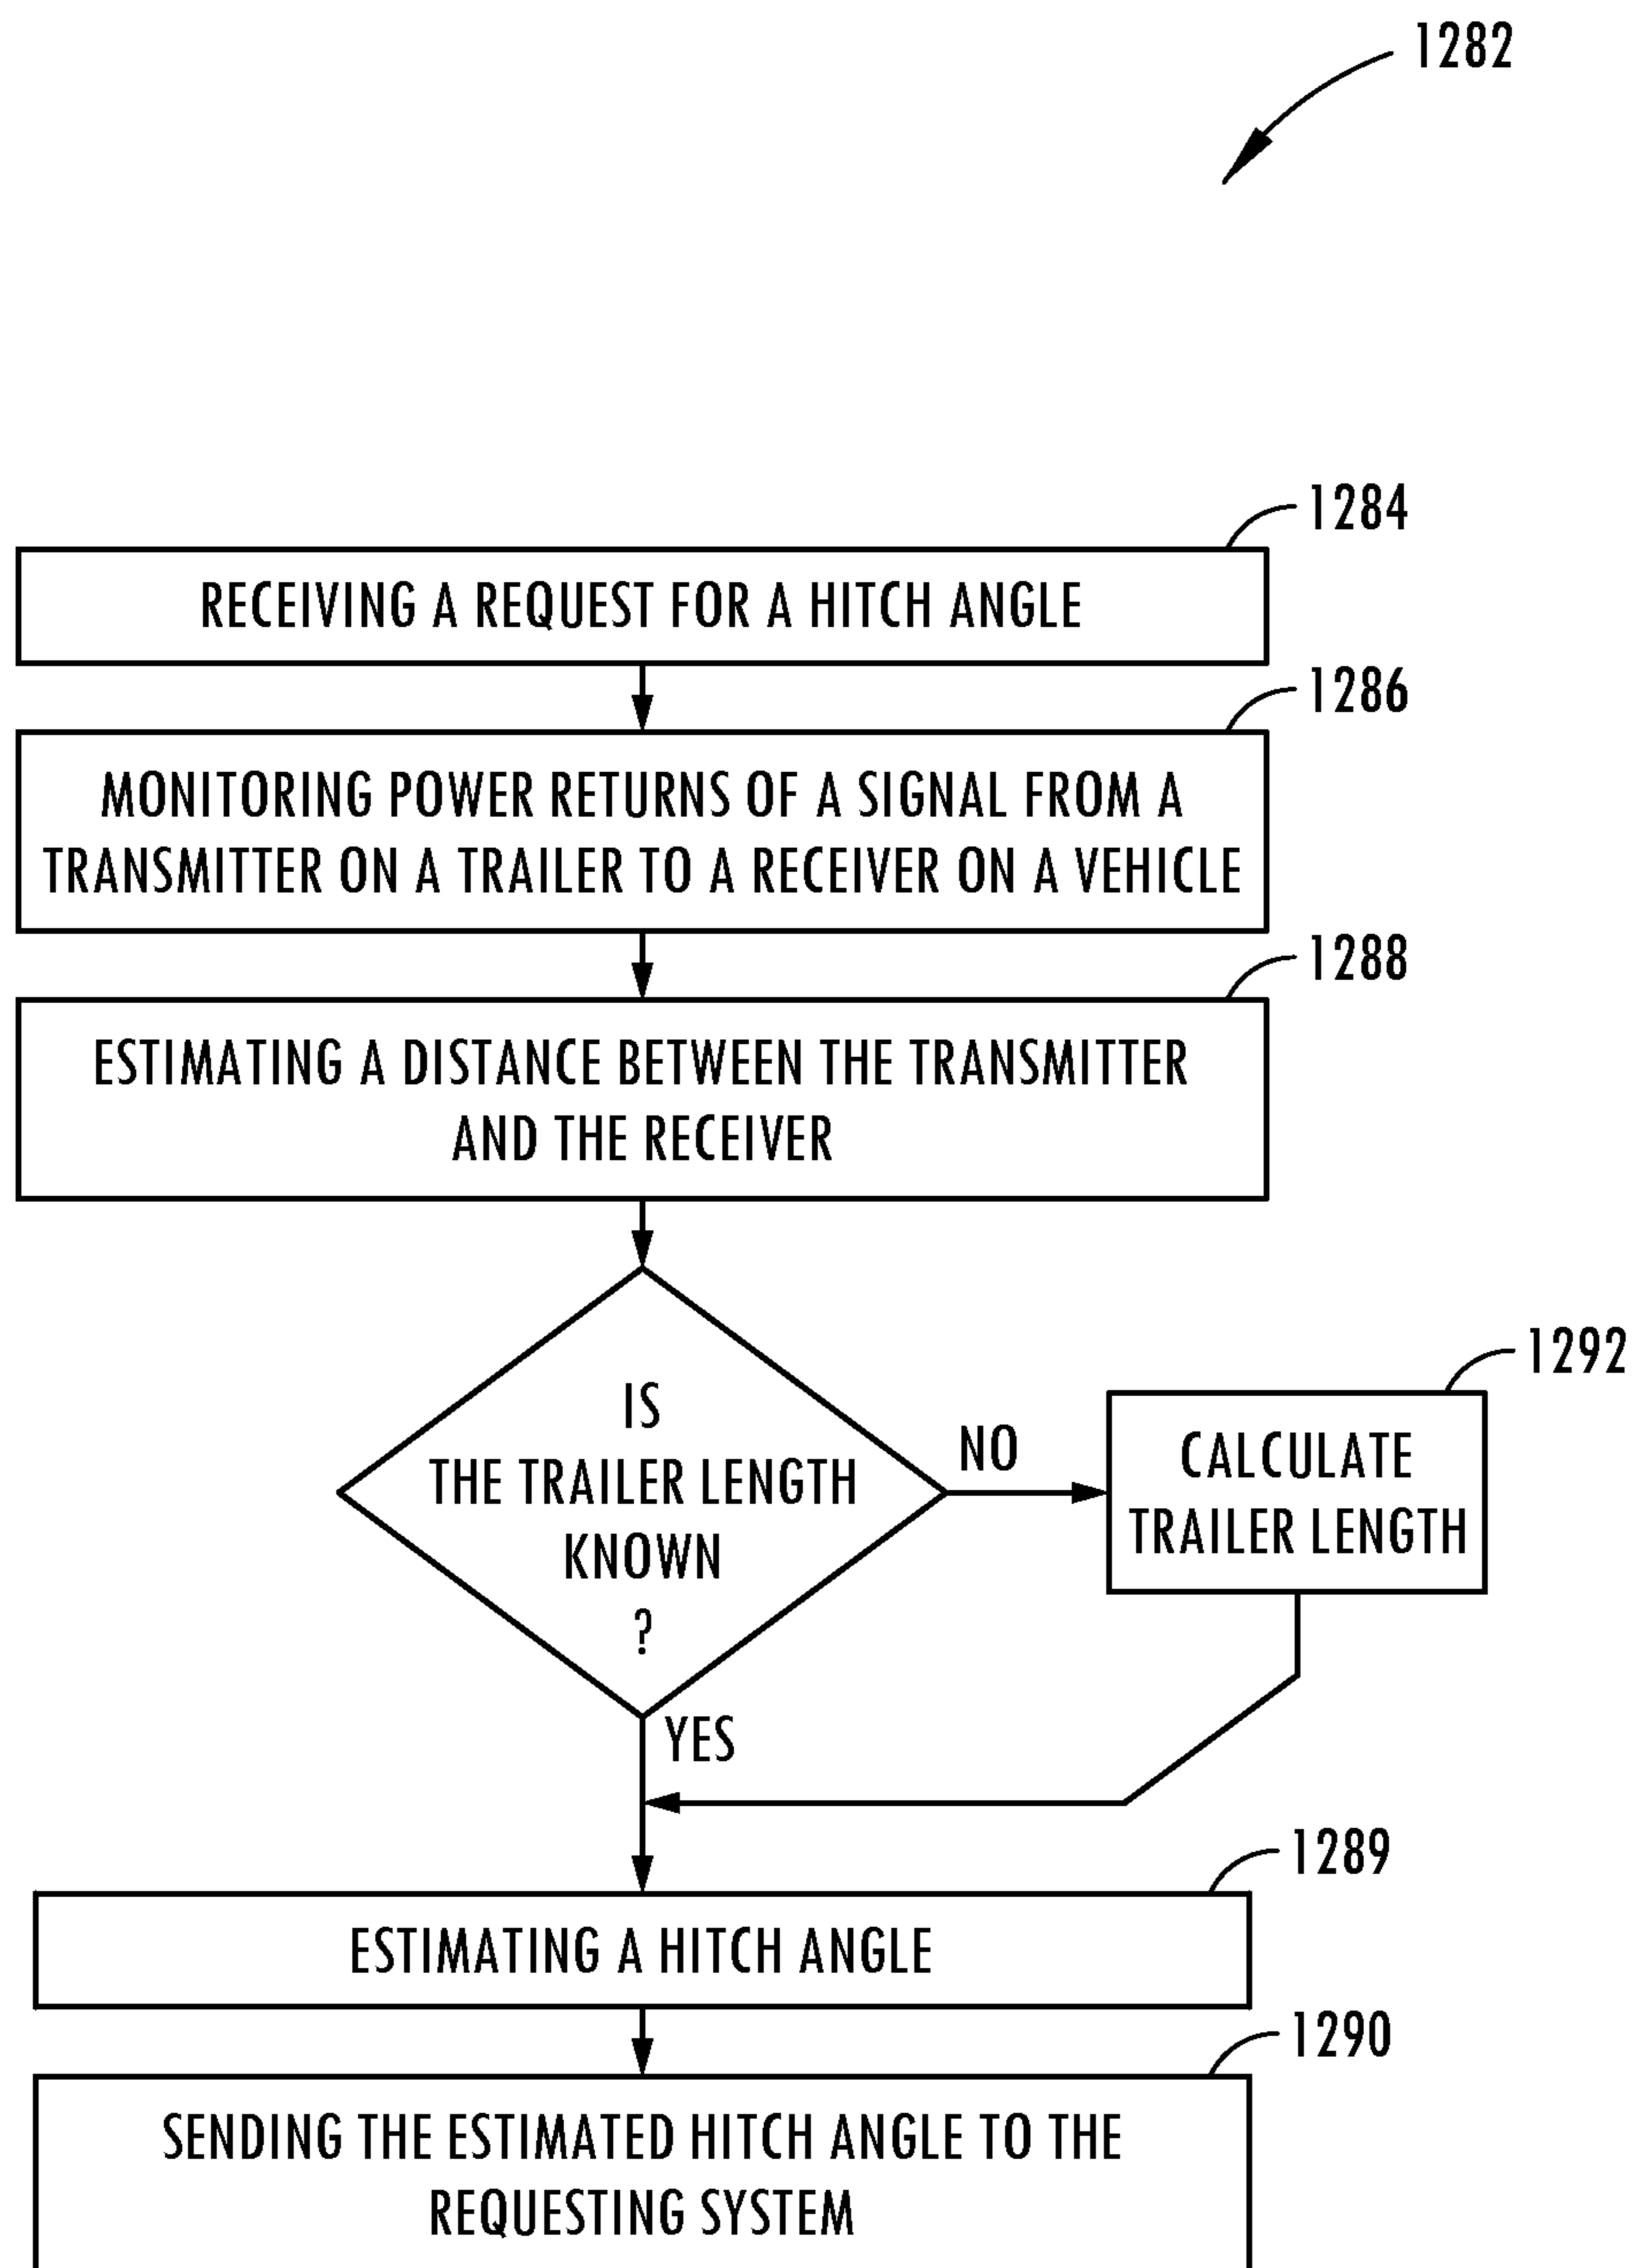 1282
1284
RECEIVING A REQUEST FOR A HITCH ANGLE
1286
MONITORING POWER RETURNS OF A SIGNAL FROM A
TRANSMITTER ON A TRAILER TO A RECEIVER ON A VEHICLE
1288
ESTIMATING A DISTANCE BETWEEN THE TRANSMITTER
AND THE RECEIVER
IS
THE TRAILER LENGTH
KNOWN
?
NO
1292
CALCULATE
TRAILER LENGTH
YES
1289
ESTIMATING A HITCH ANGLE
1290
SENDING THE ESTIMATED HITCH ANGLE TO THE
REQUESTING SYSTEM